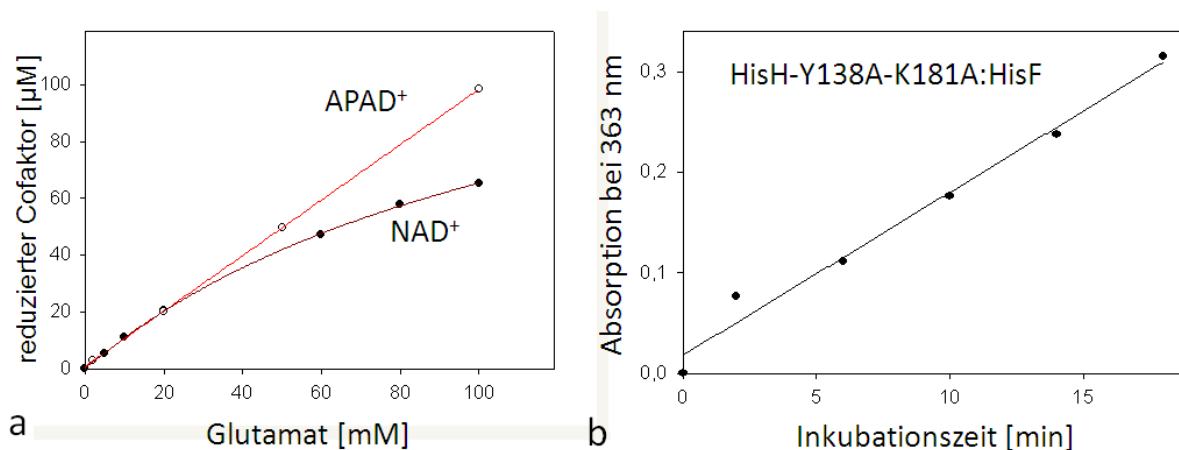 reduzierter Cofaktor [µM]
100
80
60
40
20
0
APAD+
NAD+
0 20 40 60 80 100
Glutamat [mM]
a
Absorption bei 363 nm
0,3
0,2
0,1
0,0
HisH-Y138A-K181A:HisF
0 5 10 15
Inkubationszeit [min]
b